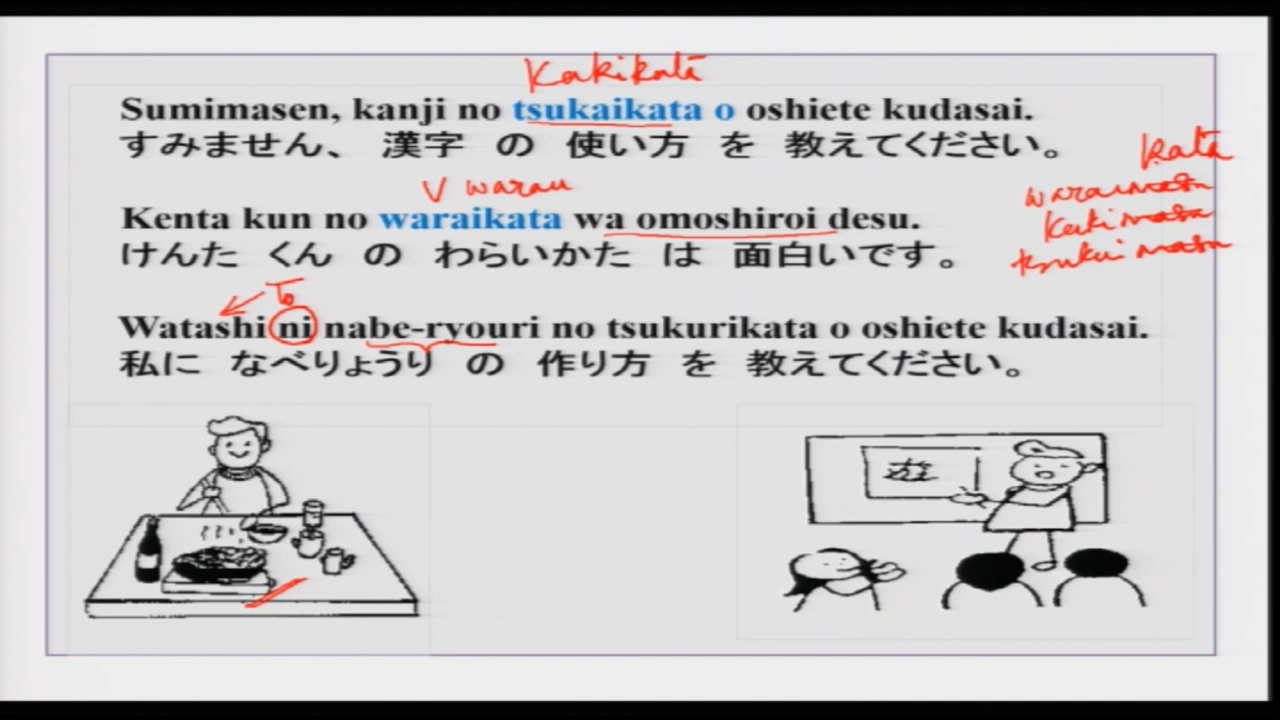 Kakikata
Sumimasen, kanji no tsukaikata o oshiete kudasai.
すみません、 漢字 の 使い方 を 教えてください。
kata
V warau
waraimasu
Kenta kun no waraikata wa omoshiroi desu.
kakimasu
けんた くん の わらいかた は 面白いです。
tsukaimasu
To
Watashi ni nabe-ryouri no tsukurikata o oshiete kudasai.
私に なべりょうり の 作り方 を 教えてください。
遊